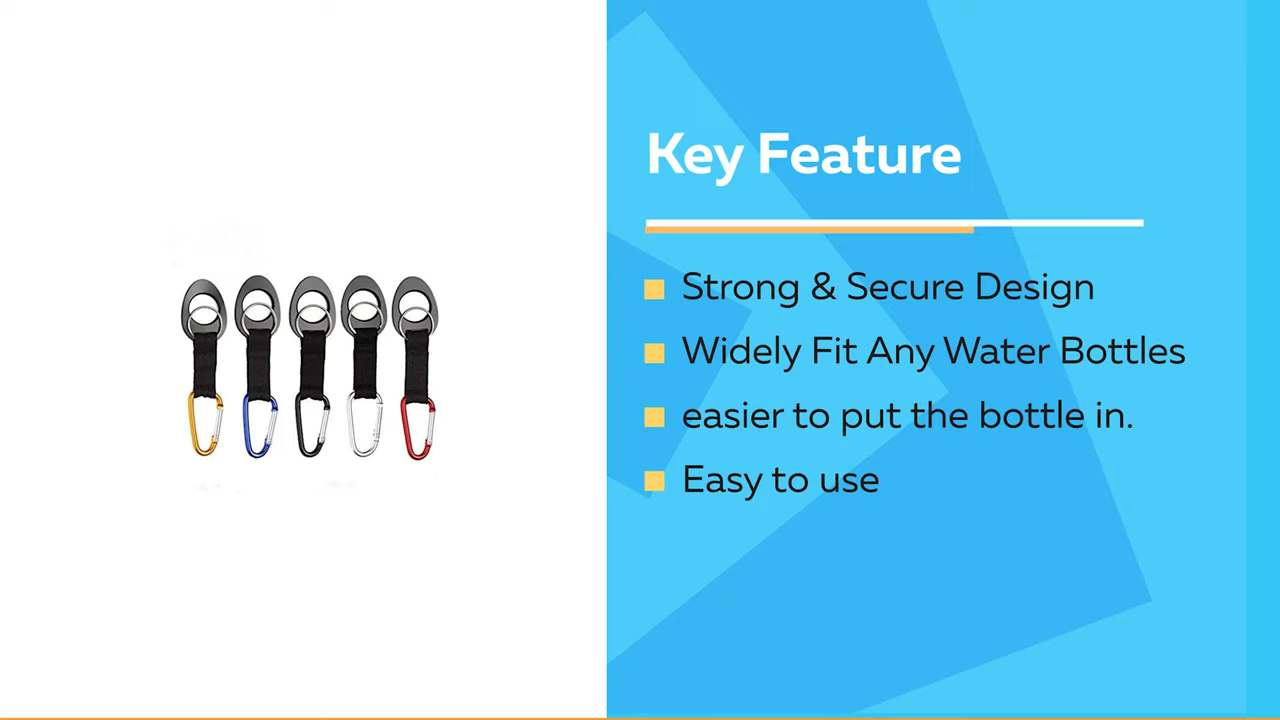 Key Feature
Strong & Secure Design
Widely Fit Any Water Bottles
easier to put the bottle in.
Easy to use